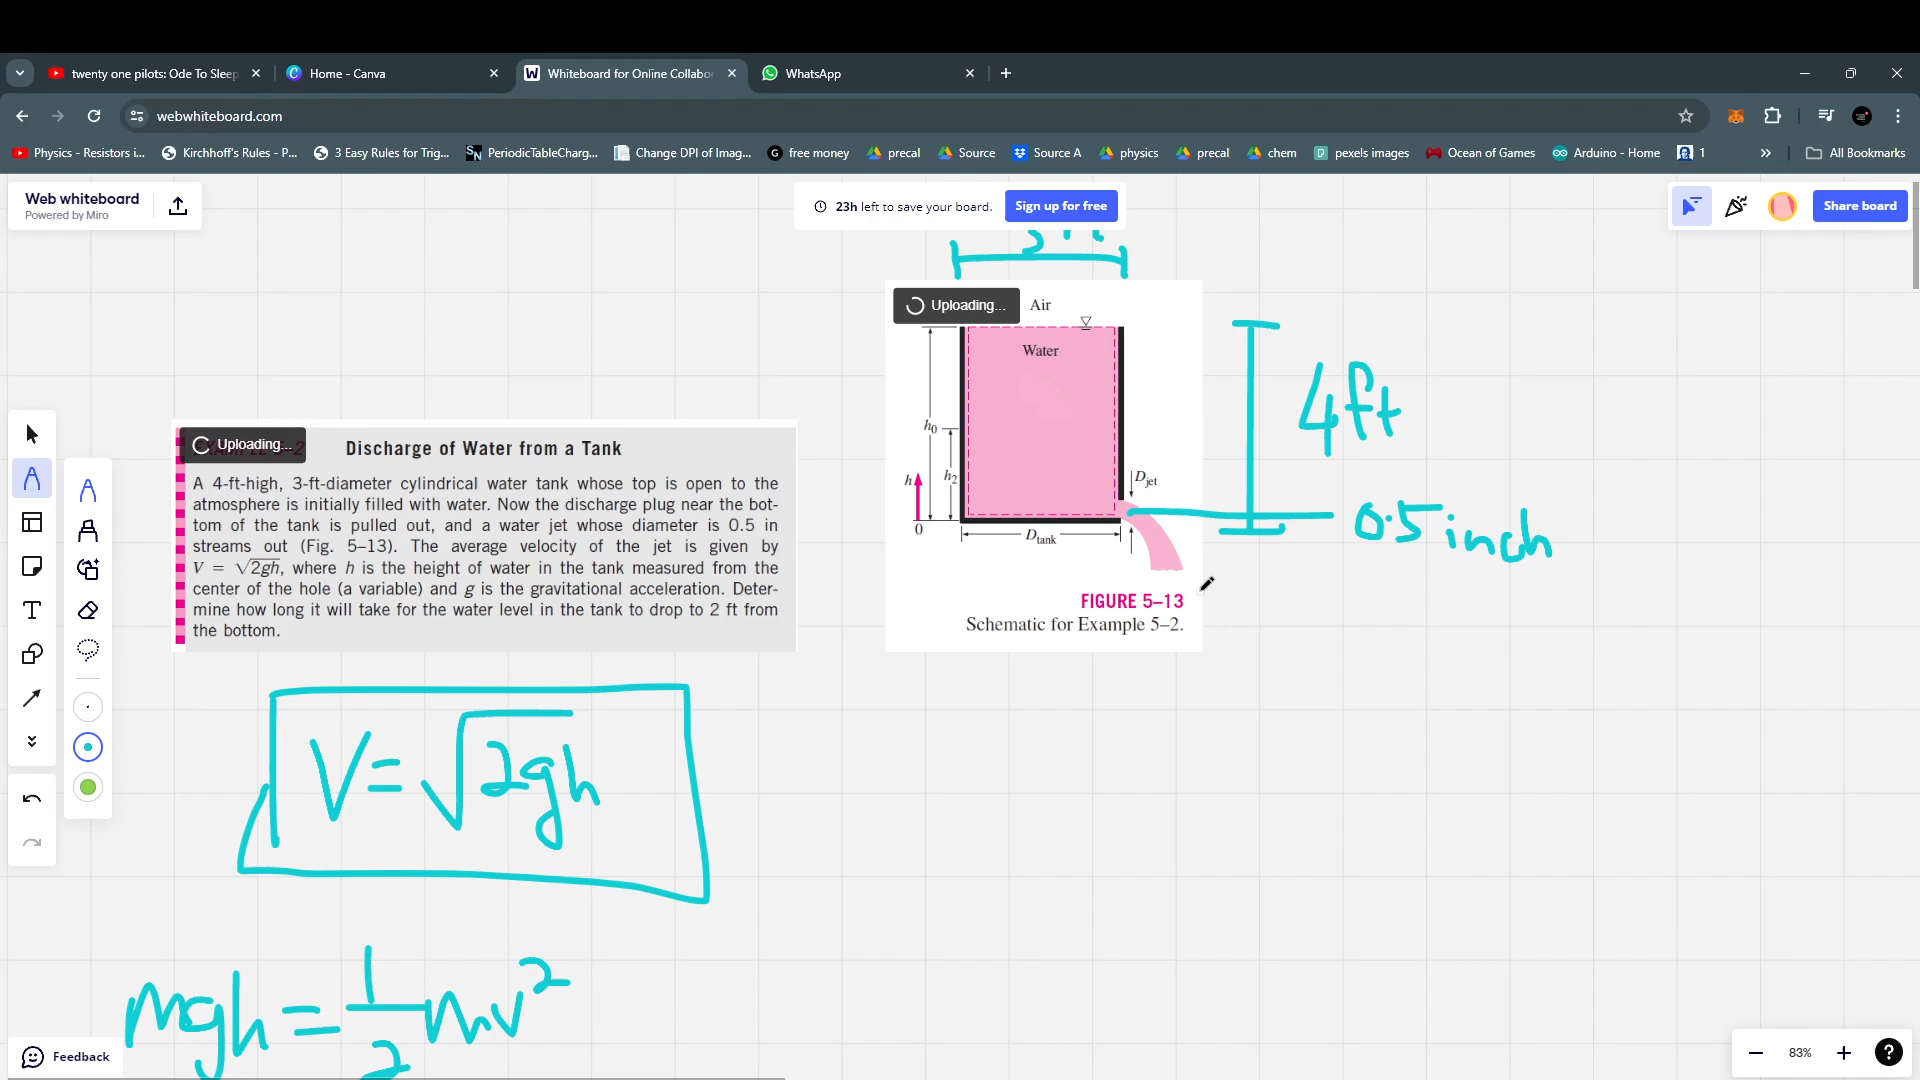 twenty one pilots: Ode To Sleep
Home - Canva
Whiteboard for Online Collabor
WhatsApp
webwhiteboard.com
Physics - Resistors i...
Kirchhoff's Rules - P...
3 Easy Rules for Trig...
PeriodicTableCharg...
Change DPI of Imag...
free money
precal
Source
Source A
physics
precal
chem
pexels images
Ocean of Games
Arduino - Home
1
All Bookmarks
Web whiteboard
Powered by Miro
23h left to save your board.
Sign up for free
Share board
Uploading...
Air
Water
4ft
h0
h2
h
0
Djet
Dtank
0.5 inch
FIGURE 5–13
Schematic for Example 5–2.
Uploading...
Discharge of Water from a Tank
A 4-ft-high, 3-ft-diameter cylindrical water tank whose top is open to the
atmosphere is initially filled with water. Now the discharge plug near the bot-
tom of the tank is pulled out, and a water jet whose diameter is 0.5 in
streams out (Fig. 5–13). The average velocity of the jet is given by
V = √2gh, where h is the height of water in the tank measured from the
center of the hole (a variable) and g is the gravitational acceleration. Deter-
mine how long it will take for the water level in the tank to drop to 2 ft from
the bottom.
V = √2gh
mgh = 1/2 mv²
Feedback
83%